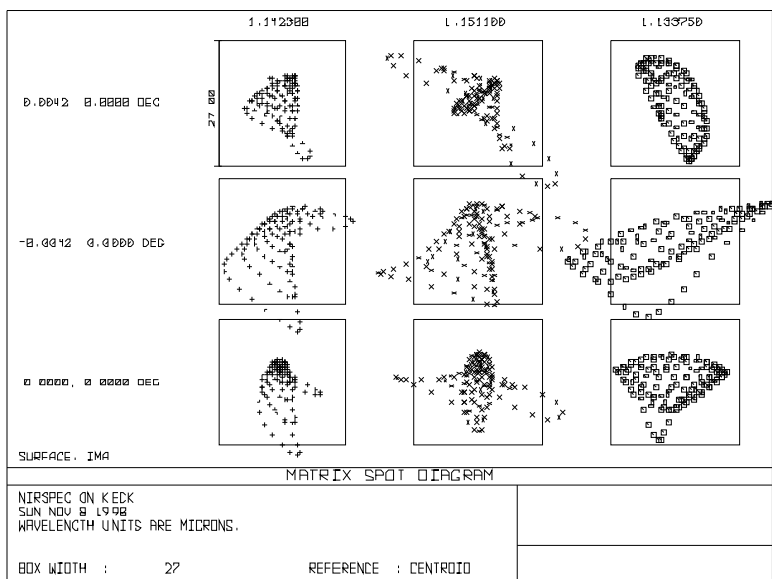 1.142300 1.151100 1.133750
27.00
0.0042 0.0000 DEG
-0.0042 0.0000 DEG
0.0000, 0.0000 DEG
SURFACE. IMA
MATRIX SPOT DIAGRAM
NIRSPEC ON KECK
SUN NOV 8 1998
WAVELENGTH UNITS ARE MICRONS.
BOX WIDTH : 27 REFERENCE : CENTROID